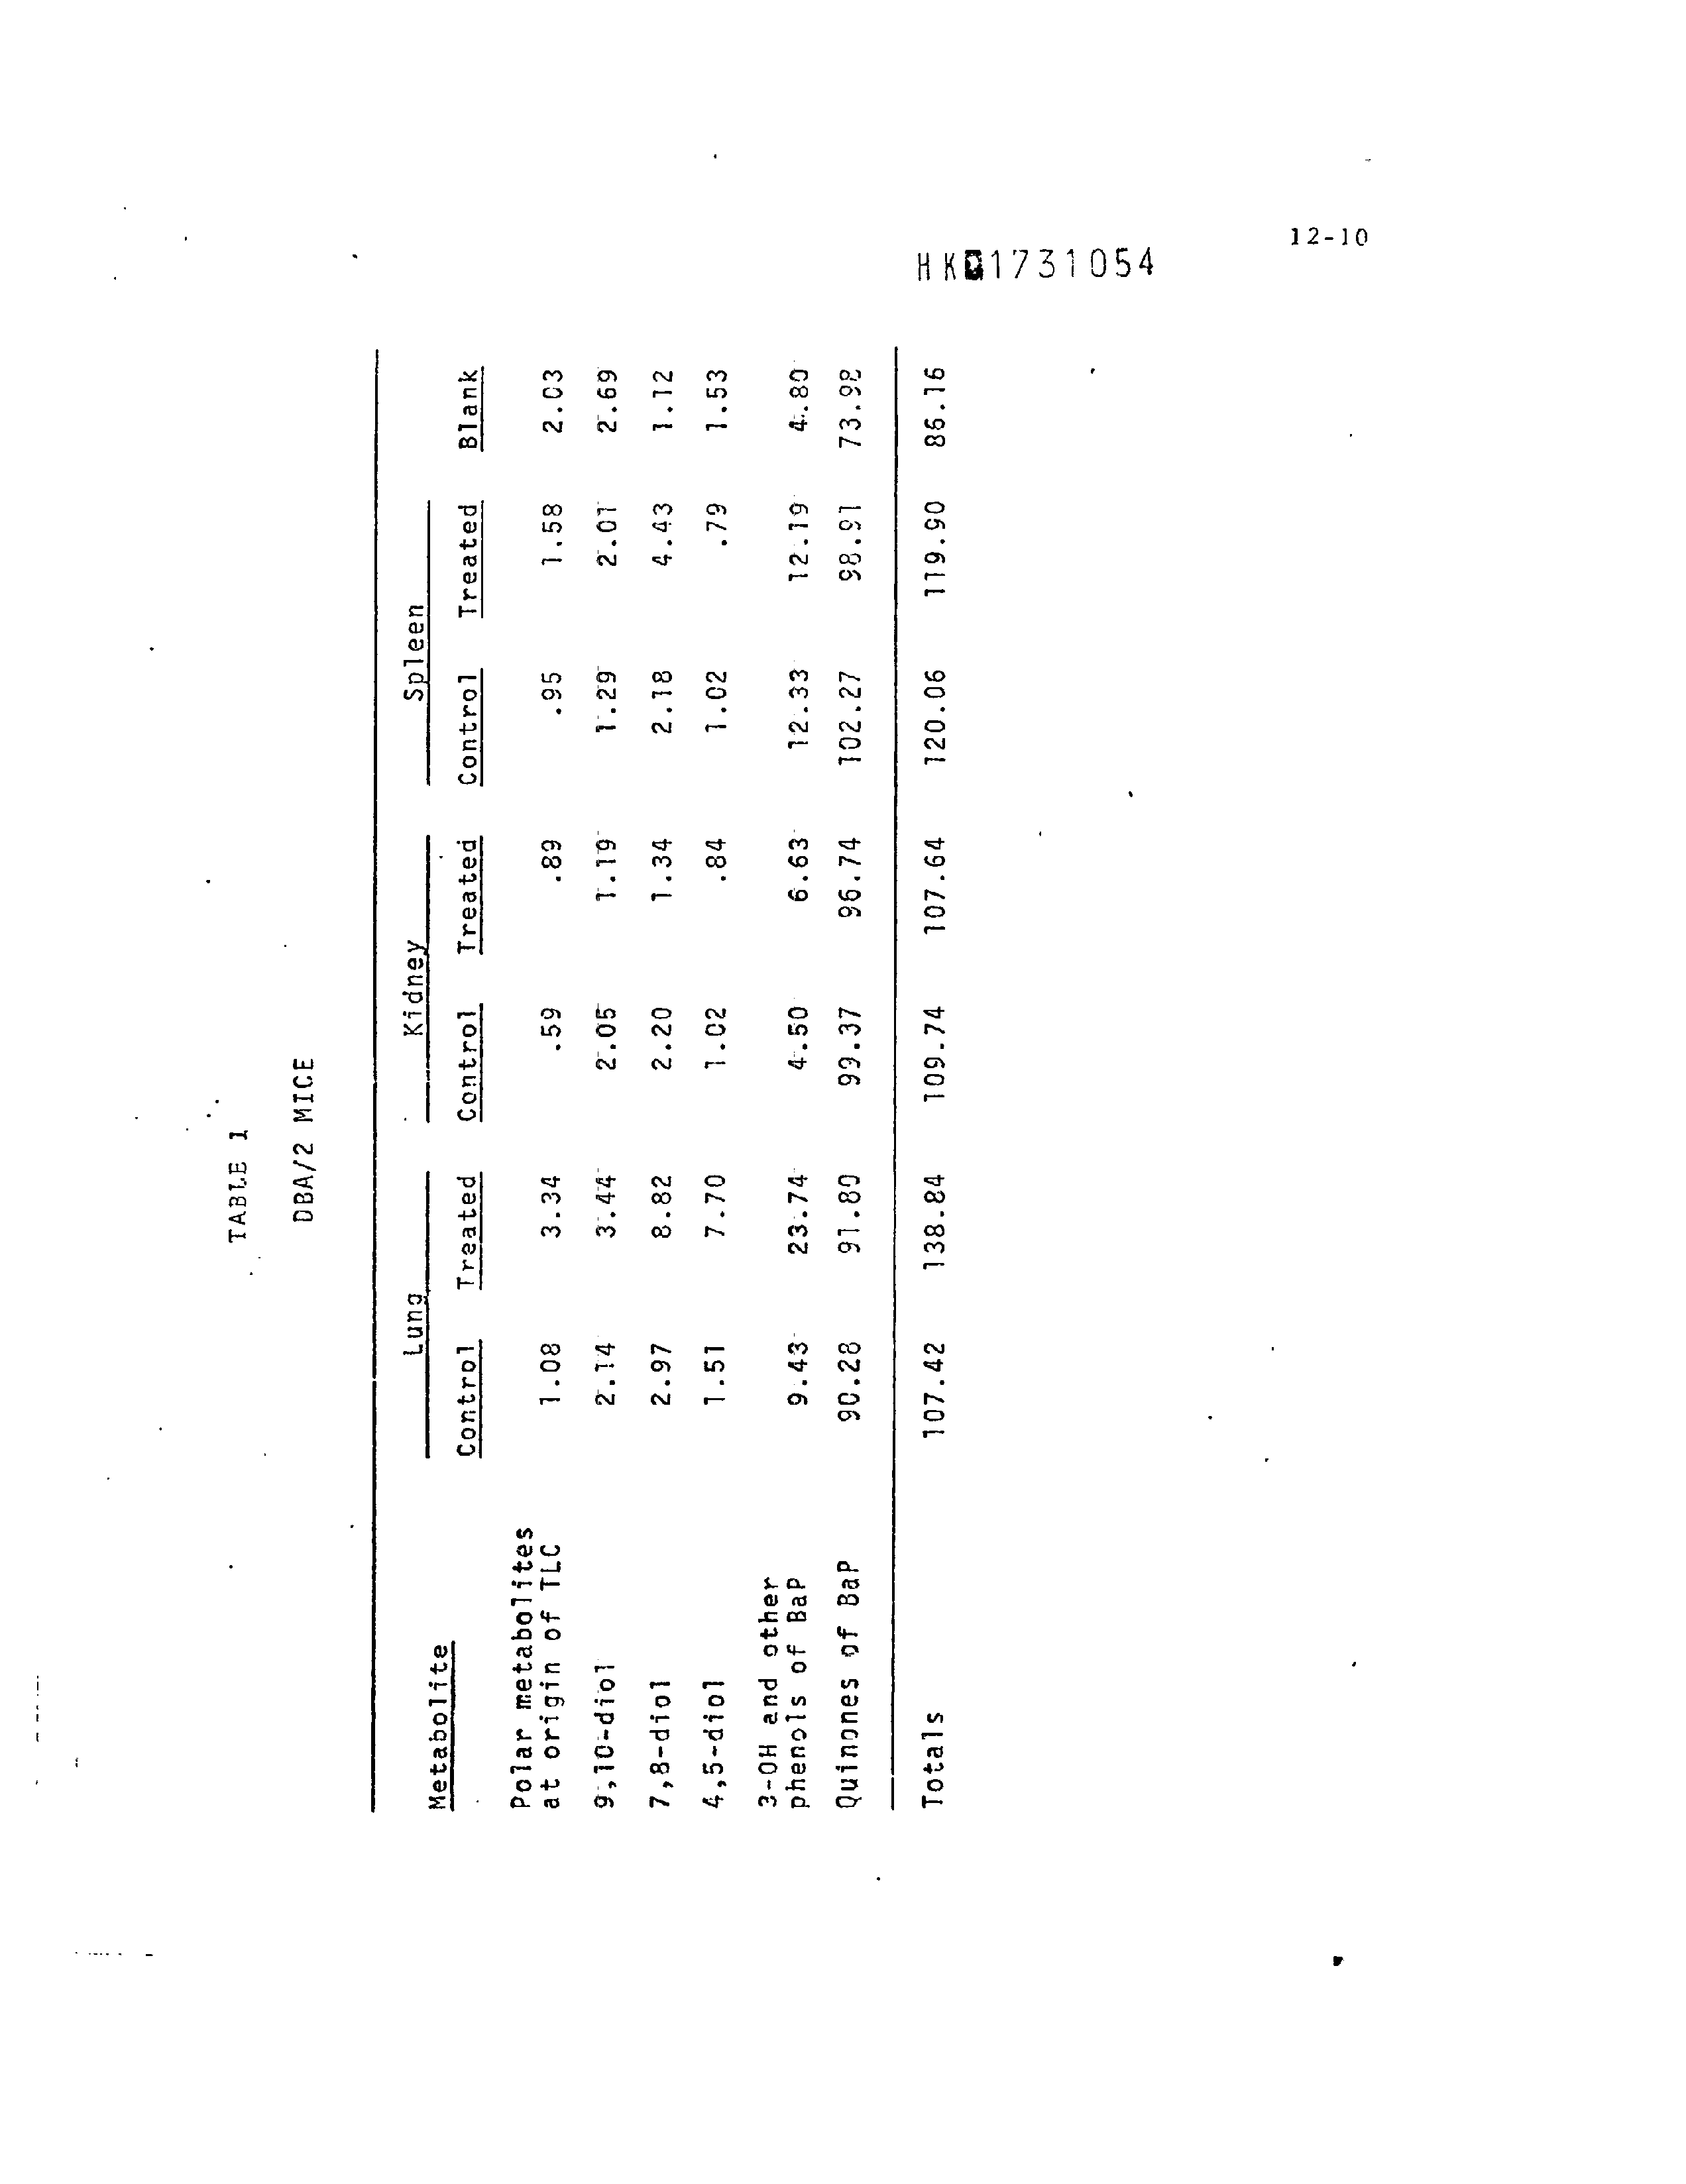 12-10
HK01731054
TABLE 1
DBA/2 MICE
Lung Kidney Spleen
Metabolite Control Treated Control Treated Control Treated Blank
Polar metabolites
at origin of TLC 1.08 3.34 .59 .89 .95 1.58 2.03
9,10-diol 2.14 3.44 2.05 1.19 1.29 2.01 2.69
7,8-diol 2.97 8.82 2.20 1.34 2.18 4.43 1.12
4,5-diol 1.51 7.70 1.02 .84 1.02 .79 1.53
3-OH and other
phenols of BaP 9.43 23.74 4.50 6.63 12.33 12.19 4.80
Quinones of BaP 90.28 91.80 99.37 96.74 102.27 98.91 73.98
Totals 107.42 138.84 109.74 107.64 120.06 119.90 86.16